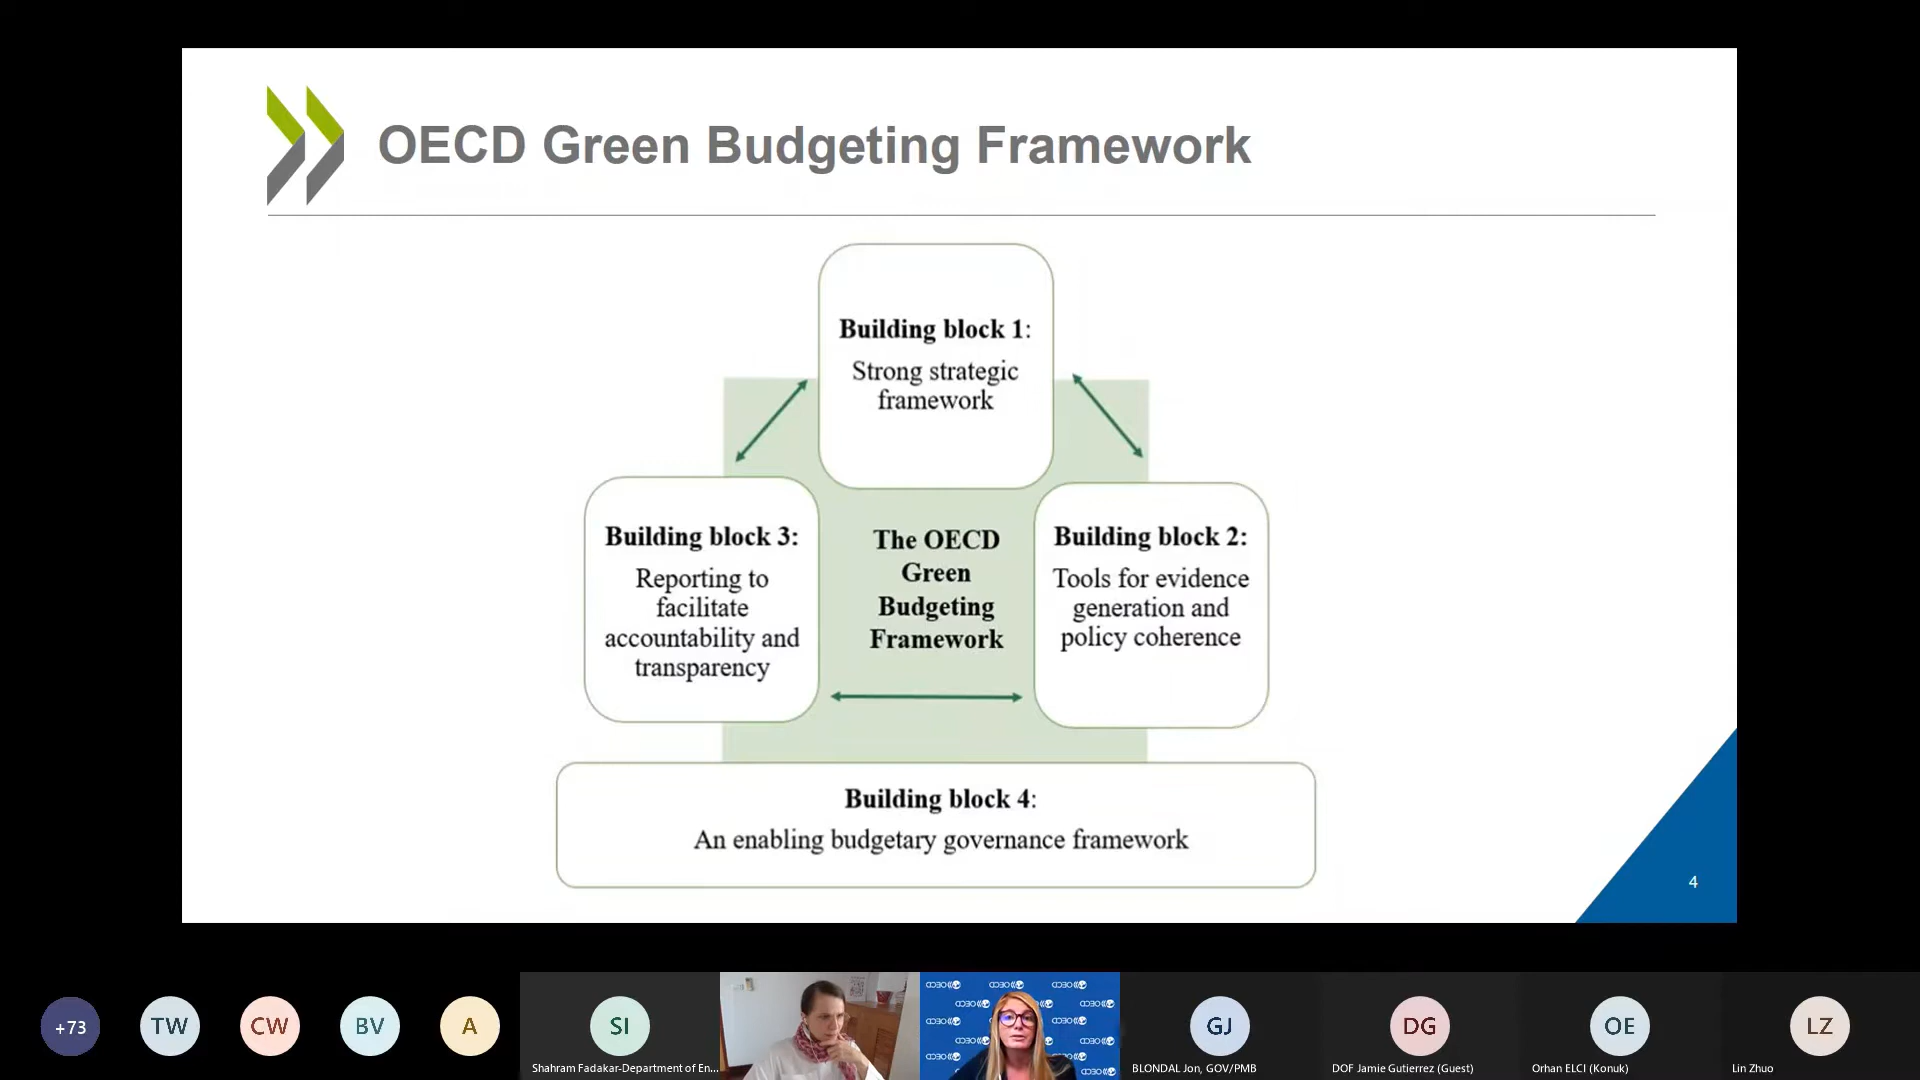 OECD Green Budgeting Framework
Building block 1:
Strong strategic
framework
Building block 3:
Reporting to
facilitate
accountability and
transparency
The OECD
Green
Budgeting
Framework
Building block 2:
Tools for evidence
generation and
policy coherence
Building block 4:
An enabling budgetary governance framework
4
+73
TW
CW
BV
A
SI
Shahram Fadakar-Department of En...
GJ
BLONDAL Jon, GOV/PMB
DG
DOF Jamie Gutierrez (Guest)
OE
Orhan ELCI (Konuk)
LZ
Lin Zhuo